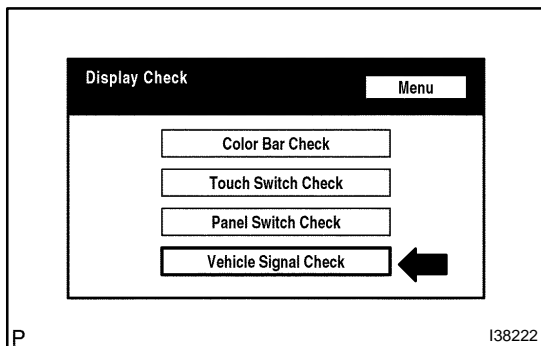 Display Check
Menu
Color Bar Check
Touch Switch Check
Panel Switch Check
Vehicle Signal Check
P
I38222